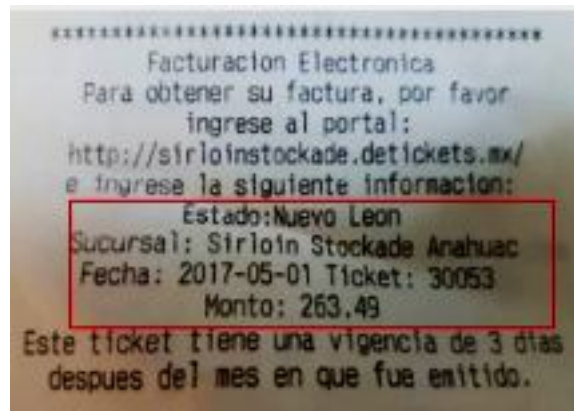 ****************************************
Facturacion Electronica
Para obtener su factura, por favor
ingrese al portal:
http://sirloinstockade.detickets.mx/
e ingrese la siguiente informacion:
Estado:Nuevo Leon
Sucursal: Sirloin Stockade Anahuac
Fecha: 2017-05-01 Ticket: 30053
Monto: 263.49
Este ticket tiene una vigencia de 3 dias
despues del mes en que fue emitido.